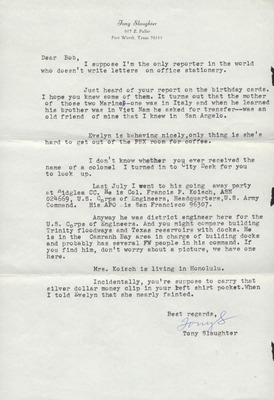 Tony Slaughter
Fort Worth, Texas
Dear Bob,
I suppose I'm the only reporter in the world
who doesn't write letters on office stationary.
Just heard of your report on the birthday cards.
I hope you knew some of them. It turns out that the mother
of those two Marines-one was in Italy and when he learned
his brother was in Viet Nam he asked for transfer--was an
old friend of mine that I knew in San Angelo.
Evelyn is behaving nicely,only thing is she's
hard to get out of the PBX room for coffee.
I don't know whether you ever received the
name of a colonel I turned in to City Desk for you
to look up.
Last July I went to his going away party
at Ridglea CC. He is Col. Francis P. Koisch, ABN
024669, U.S. Corps of Engineers, Headquarters,U.S. Army
Command. His APO is San Francisco 96307.
Anyway he was district engineer here for the
U.S. Corps of Engineers. And you might compare building
Trinity floodways and Texas reservoirs with docks. He
is in the Camranh Bay area in charge of building docks
and probably has several FW people in his command. If
you find him, don't worry about a picture, we have one
here.
Mrs. Koisch is living in Honolulu.
Incidentally, you're suppose to carry that
silver dollar money clip in your left shirt pocket.When
I told Evelyn that she nearly fainted.
Best regards,
Tony S
Tony Slaughter